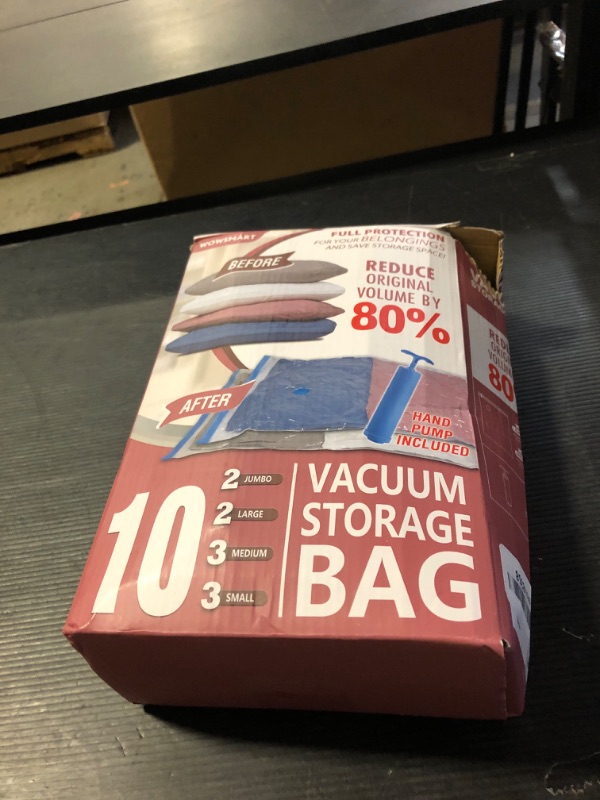 WOWSMART
FULL PROTECTION
FOR YOUR BELONGINGS
AND SAVE STORAGE SPACE!
BEFORE
REDUCE
ORIGINAL
VOLUME BY
80%
AFTER
HAND
PUMP
INCLUDED
10
2 JUMBO
2 LARGE
3 MEDIUM
3 SMALL
VACUUM
STORAGE
BAG
80